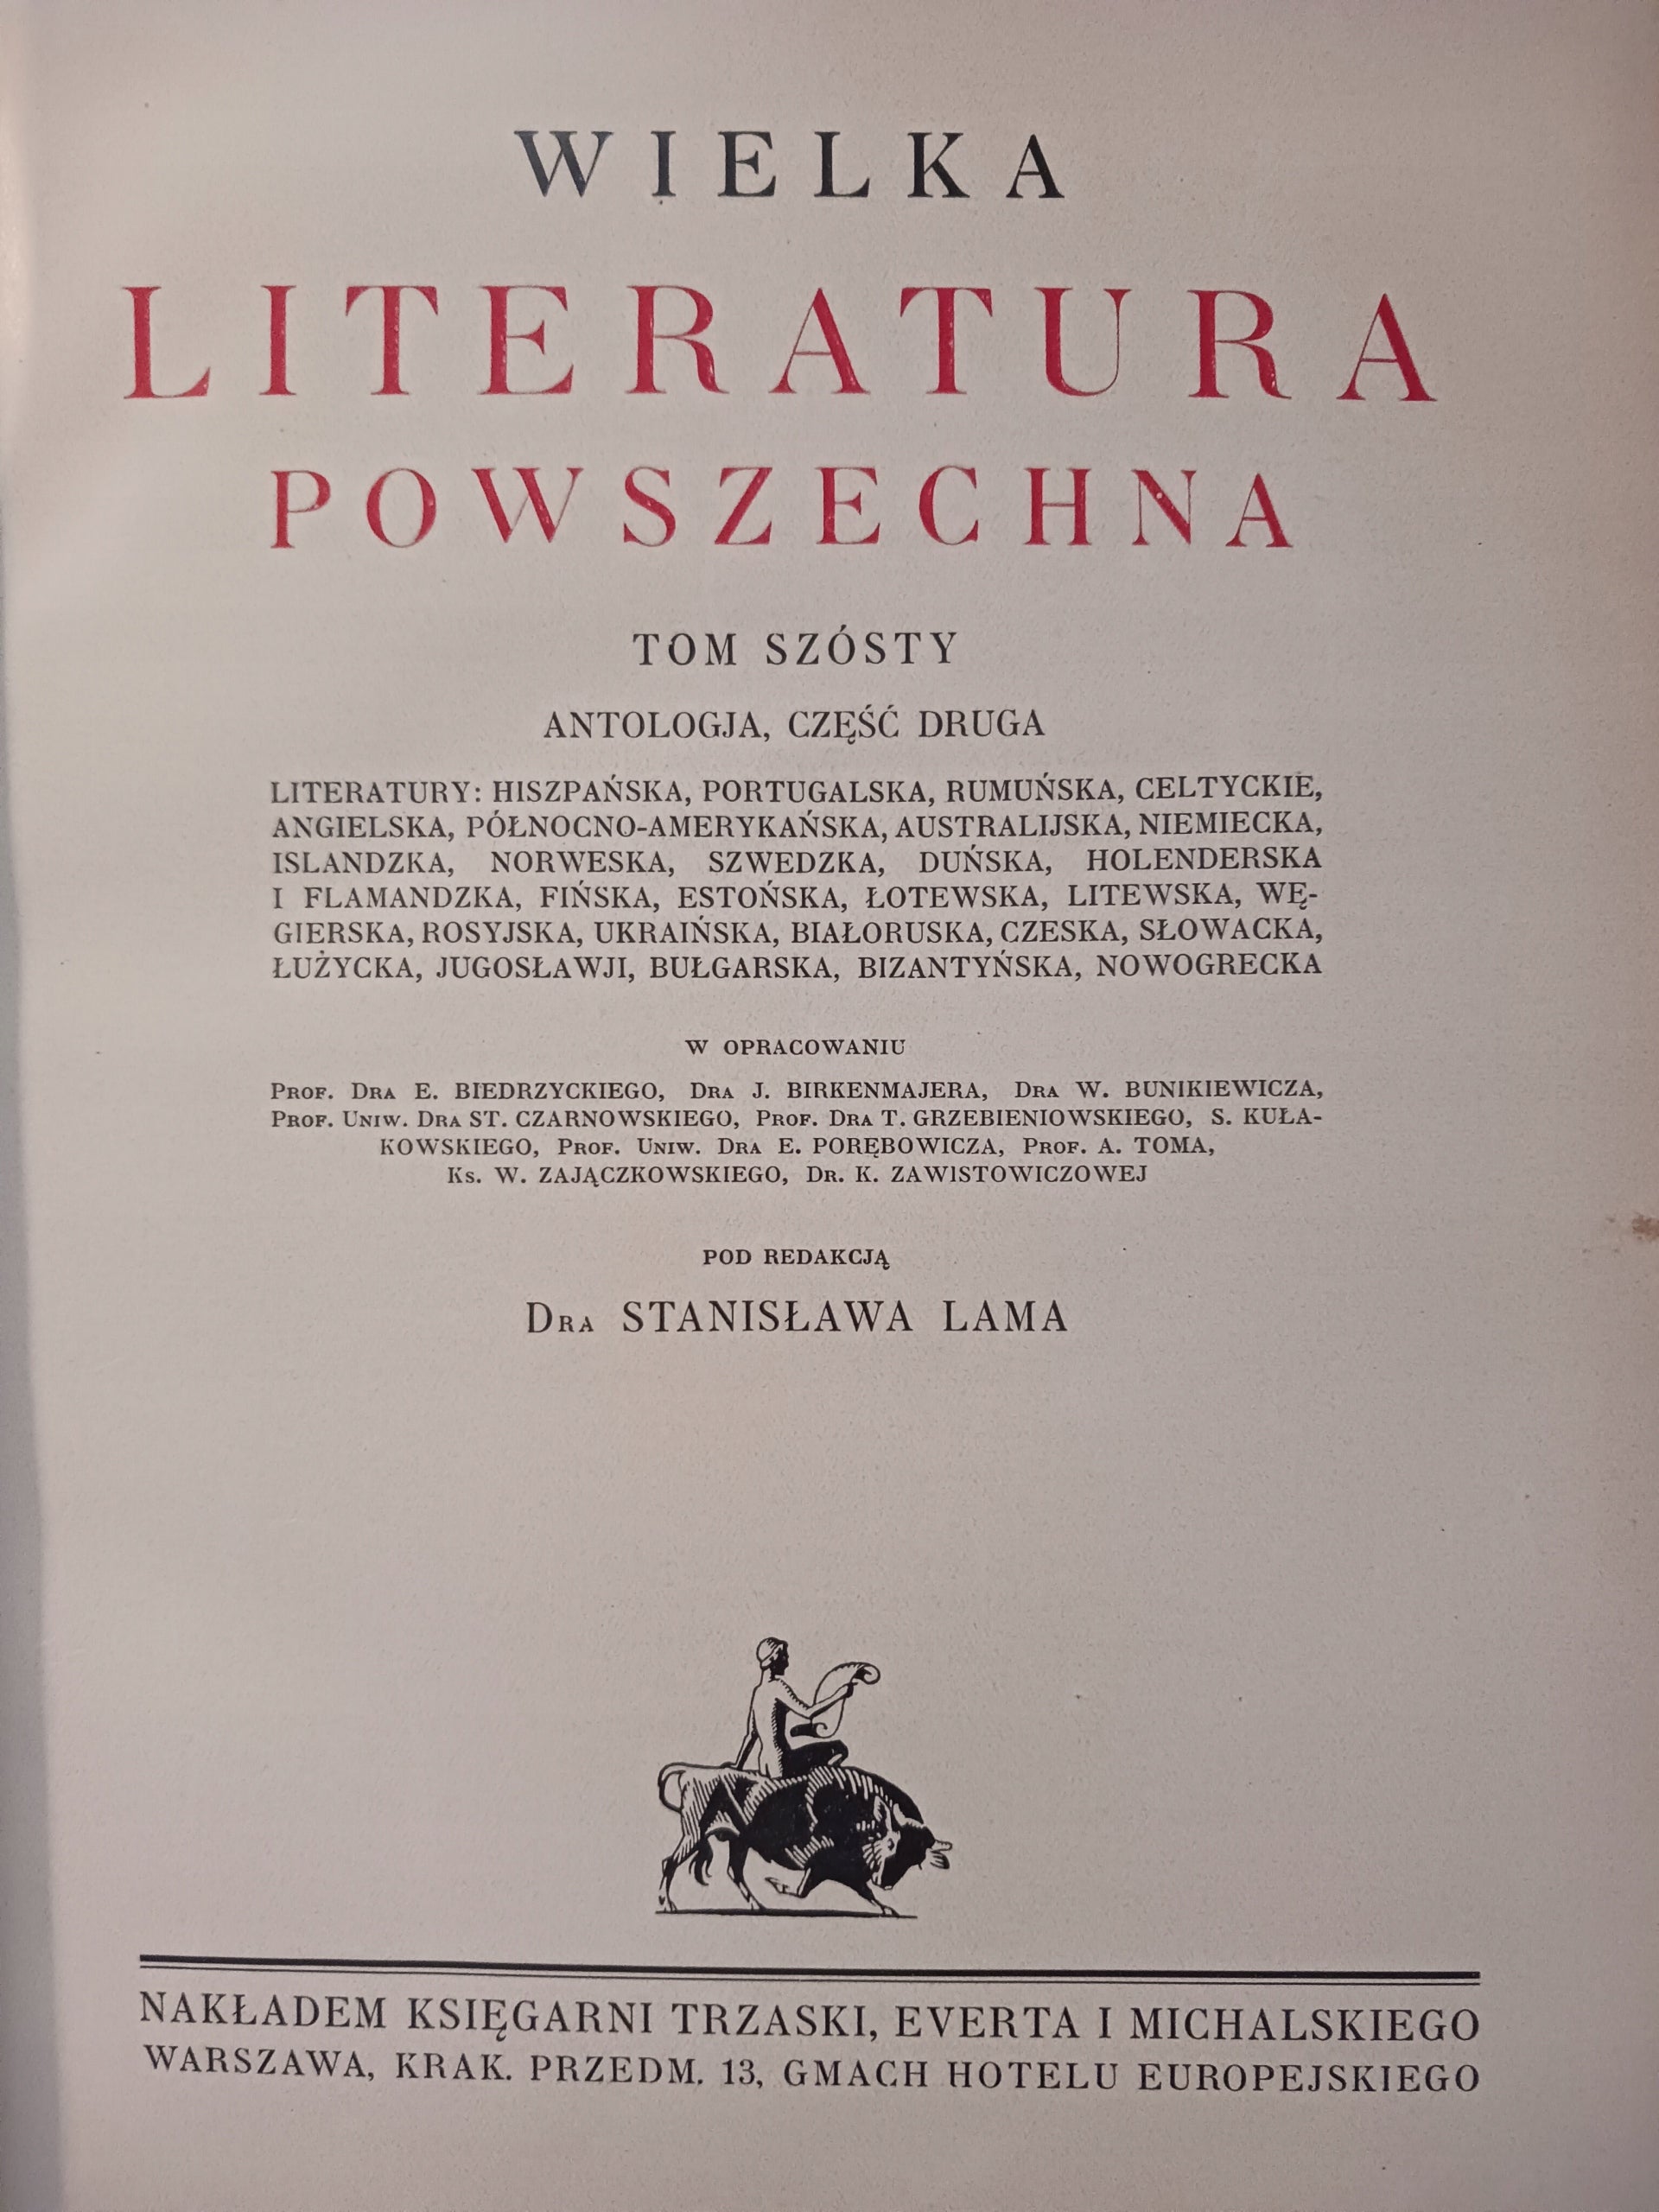 WIELKA
LITERATURA
POWSZECHNA
TOM SZÓSTY
ANTOLOGJA, CZĘŚĆ DRUGA
LITERATURY: HISZPAŃSKA, PORTUGALSKA, RUMUŃSKA, CELTYCKIE,
ANGIELSKA, PÓŁNOCNO-AMERYKAŃSKA, AUSTRALIJSKA, NIEMIECKA,
ISLANDZKA, NORWESKA, SZWEDZKA, DUŃSKA, HOLENDERSKA
I FLAMANDZKA, FIŃSKA, ESTOŃSKA, ŁOTEWSKA, LITEWSKA, WĘ-
GIERSKA, ROSYJSKA, UKRAIŃSKA, BIAŁORUSKA, CZESKA, SŁOWACKA,
ŁUŻYCKA, JUGOSŁAWJI, BUŁGARSKA, BIZANTYŃSKA, NOWOGRECKA
W OPRACOWANIU
PROF. DRA E. BIEDRZYCKIEGO, DRA J. BIRKENMAJERA, DRA W. BUNIKIEWICZA,
PROF. UNIW. DRA ST. CZARNOWSKIEGO, PROF. DRA T. GRZEBIENIOWSKIEGO, S. KUŁA-
KOWSKIEGO, PROF. UNIW. DRA E. PORĘBOWICZA, PROF. A. TOMA,
KS. W. ZAJĄCZKOWSKIEGO, DR. K. ZAWISTOWICZOWEJ
POD REDAKCJĄ
DRA STANISŁAWA LAMA
NAKŁADEM KSIĘGARNI TRZASKI, EVERTA I MICHALSKIEGO
WARSZAWA, KRAK. PRZEDM. 13, GMACH HOTELU EUROPEJSKIEGO